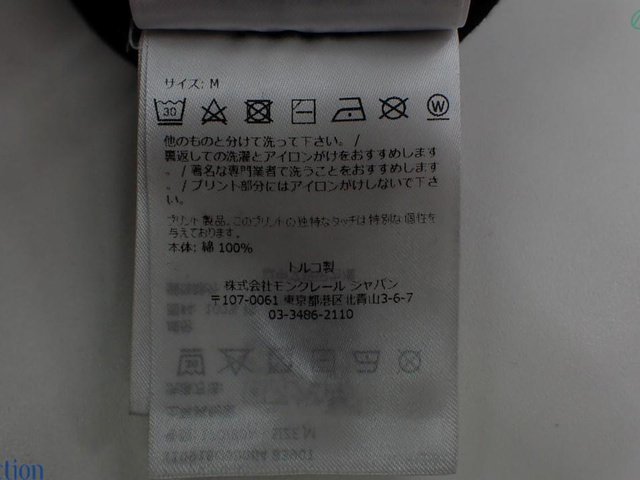 サイズ: M
30
W
他のものと分けて洗って下さい。/
裏返しての洗濯とアイロンがけをおすすめします
。/ 著名な専門業者で洗うことをおすすめします
。/ プリント部分にはアイロンがけしないで下さ
い。
プリント製品。このプリントの独特なタッチは特別な個性を
与えております。
本体: 綿 100%
トルコ製
株式会社モンクレール ジャパン
〒107-0061 東京都港区北青山3-6-7
03-3486-2110
ction